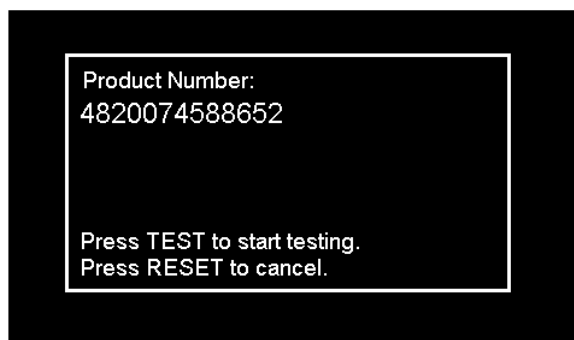 Product Number:
4820074588652
Press TEST to start testing.
Press RESET to cancel.